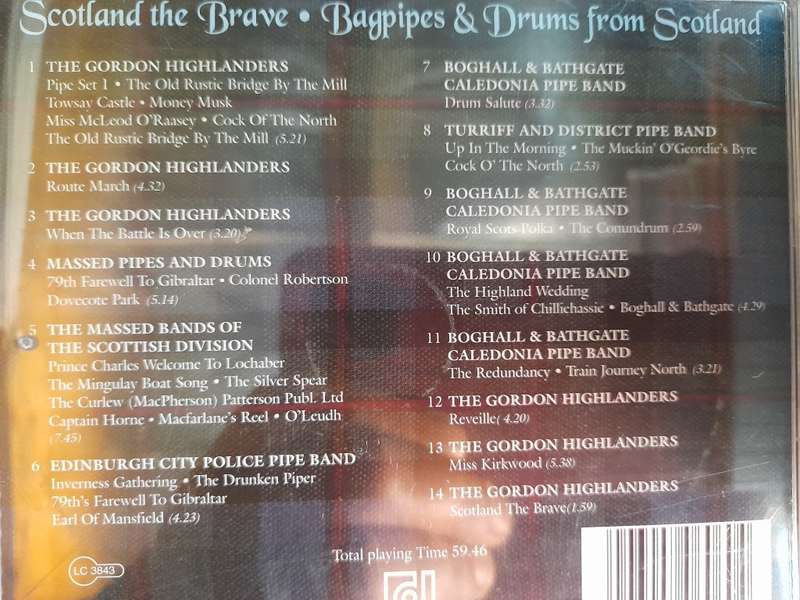 Scotland the Brave • Bagpipes & Drums from Scotland
1 THE GORDON HIGHLANDERS
Pipe Set 1 • The Old Rustic Bridge By The Mill
Towsay Castle • Money Musk
Miss McLeod O'Raasey • Cock Of The North
The Old Rustic Bridge By The Mill (5.21)
2 THE GORDON HIGHLANDERS
Route March (4.32)
3 THE GORDON HIGHLANDERS
When The Battle Is Over (3.20)
4 MASSED PIPES AND DRUMS
79th Farewell To Gibraltar • Colonel Robertson
Dovecote Park (5.14)
5 THE MASSED BANDS OF
THE SCOTTISH DIVISION
Prince Charles Welcome To Lochaber
The Mingulay Boat Song • The Silver Spear
The Curlew (MacPherson) Patterson Publ. Ltd
Captain Horne • Macfarlane's Reel • O'Leudh
(7.45)
6 EDINBURGH CITY POLICE PIPE BAND
Inverness Gathering • The Drunken Piper
79th's Farewell To Gibraltar
Earl Of Mansfield (4.23)
7 BOGHALL & BATHGATE
CALEDONIA PIPE BAND
Drum Salute (3.32)
8 TURRIFF AND DISTRICT PIPE BAND
Up In The Morning • The Muckin' O'Geordie's Byre
Cock O' The North (2.53)
9 BOGHALL & BATHGATE
CALEDONIA PIPE BAND
Royal Scots Polka • The Conundrum (2.59)
10 BOGHALL & BATHGATE
CALEDONIA PIPE BAND
The Highland Wedding
The Smith of Chilliehassie • Boghall & Bathgate (4.29)
11 BOGHALL & BATHGATE
CALEDONIA PIPE BAND
The Redundancy • Train Journey North (3.21)
12 THE GORDON HIGHLANDERS
Reveille( 4.20)
13 THE GORDON HIGHLANDERS
Miss Kirkwood (5.38)
14 THE GORDON HIGHLANDERS
Scotland The Brave(1.59)
Total playing Time 59.46
LC 3843